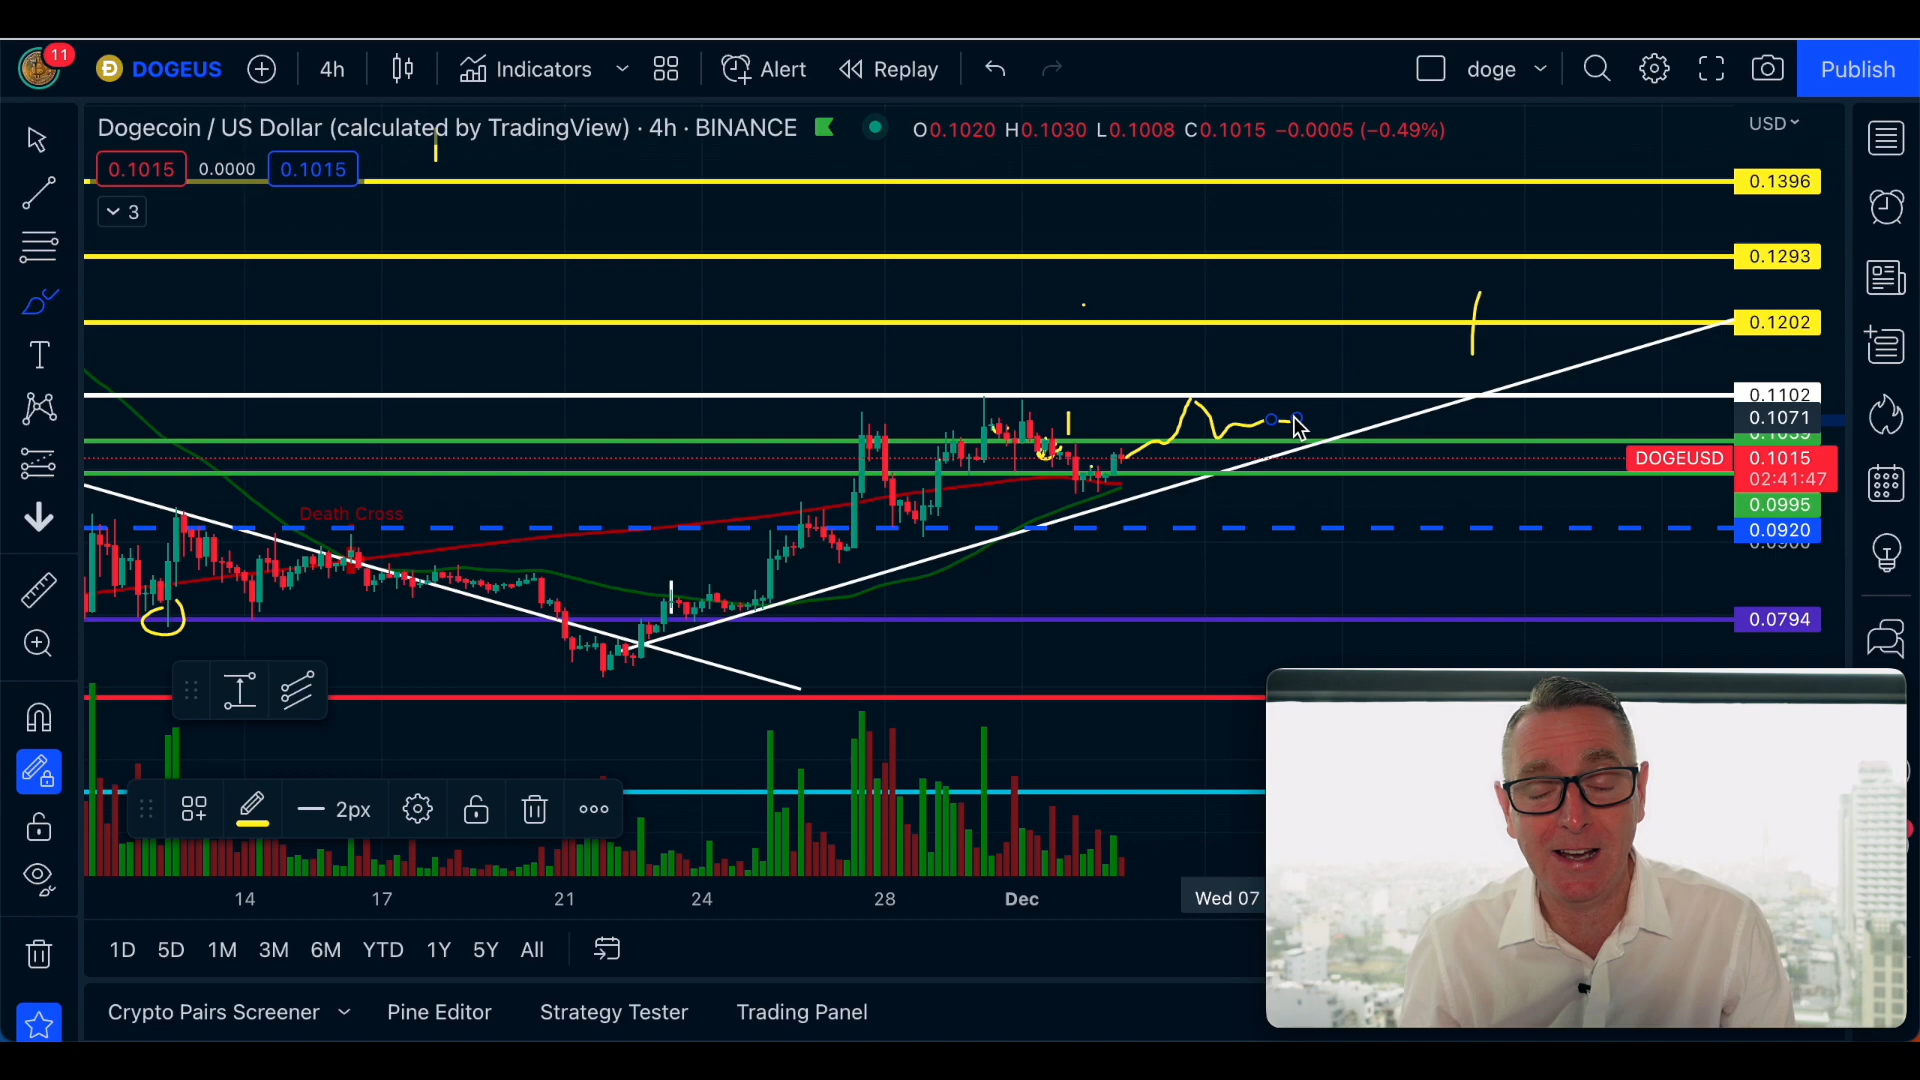 11
DOGEUS
4h
Indicators
Alert
Replay
doge
Publish
Dogecoin / US Dollar (calculated by TradingView) · 4h · BINANCE
O0.1020 H0.1030 L0.1008 C0.1015 −0.0005 (−0.49%)
USD
0.1015
0.0000
0.1015
3
0.1396
0.1293
0.1202
0.1102
0.1071
DOGEUSD
0.1015
02:41:47
0.0995
0.0920
0.0794
Death Cross
2px
14
17
21
24
28
Dec
Wed 07
1D 5D 1M 3M 6M YTD 1Y 5Y All
Crypto Pairs Screener
Pine Editor
Strategy Tester
Trading Panel